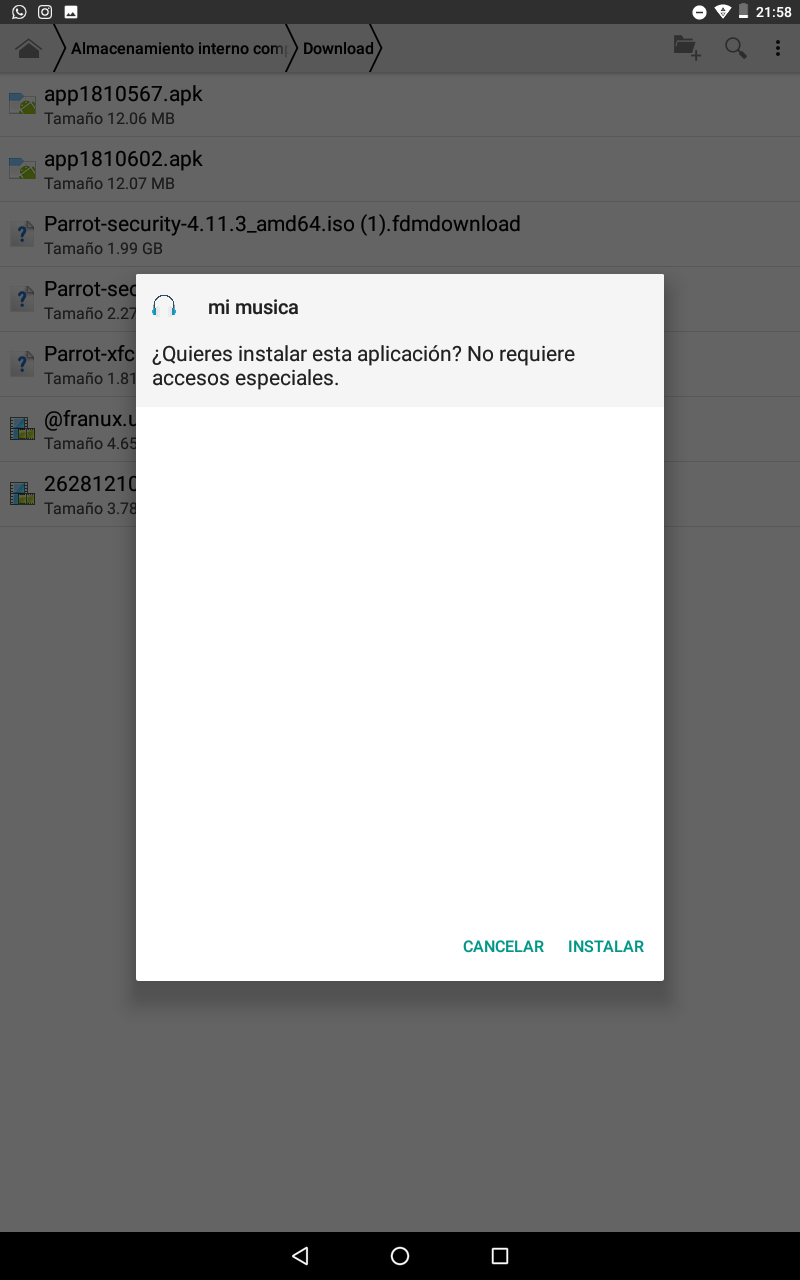 21:58
Almacenamiento interno com
Download
app1810567.apk
Tamaño 12.06 MB
app1810602.apk
Tamaño 12.07 MB
Parrot-security-4.11.3_amd64.iso (1).fdmdownload
Tamaño 1.99 GB
Parrot-sec
Tamaño 2.27
Parrot-xfc
Tamaño 1.81
@franux.u
Tamaño 4.65
26281210
Tamaño 3.78
mi musica
¿Quieres instalar esta aplicación? No requiere
accesos especiales.
CANCELAR INSTALAR